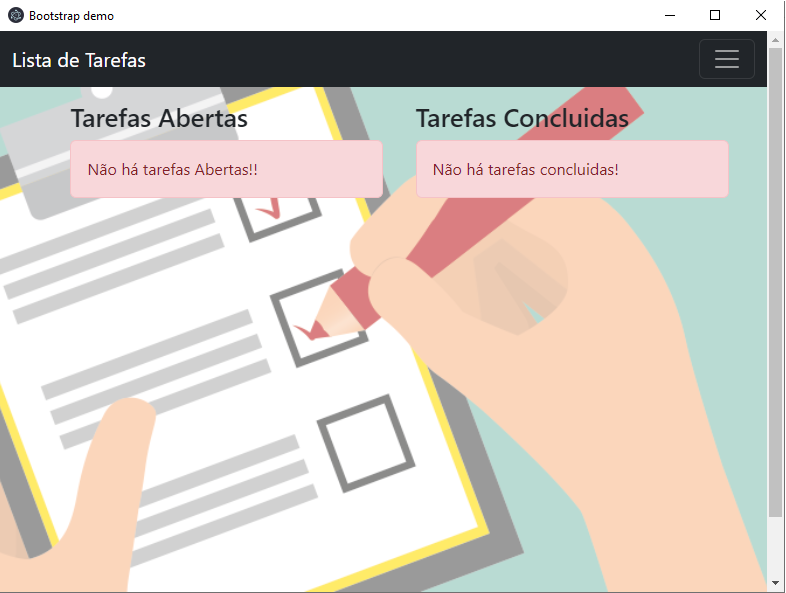 Bootstrap demo
Lista de Tarefas
Tarefas Abertas
Não há tarefas Abertas!!
Tarefas Concluidas
Não há tarefas concluidas!